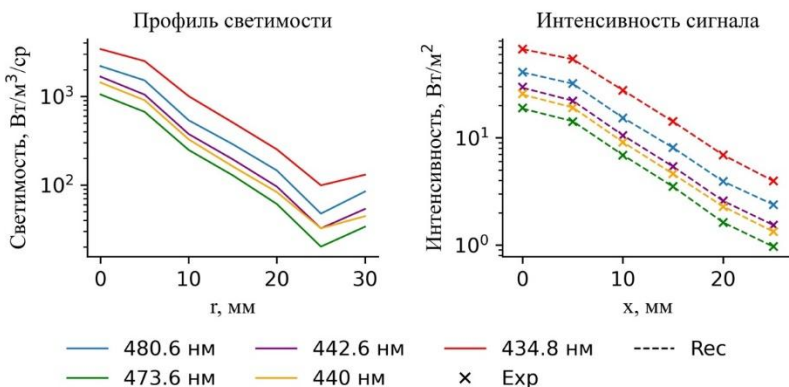 Профиль светимости
Светимость, Вт/м³/ср
10³
10²
0 10 20 30
r, мм
Интенсивность сигнала
Интенсивность, Вт/м²
10¹
10⁰
0 10 20
x, мм
480.6 нм 442.6 нм 434.8 нм Rec
473.6 нм 440 нм Exp